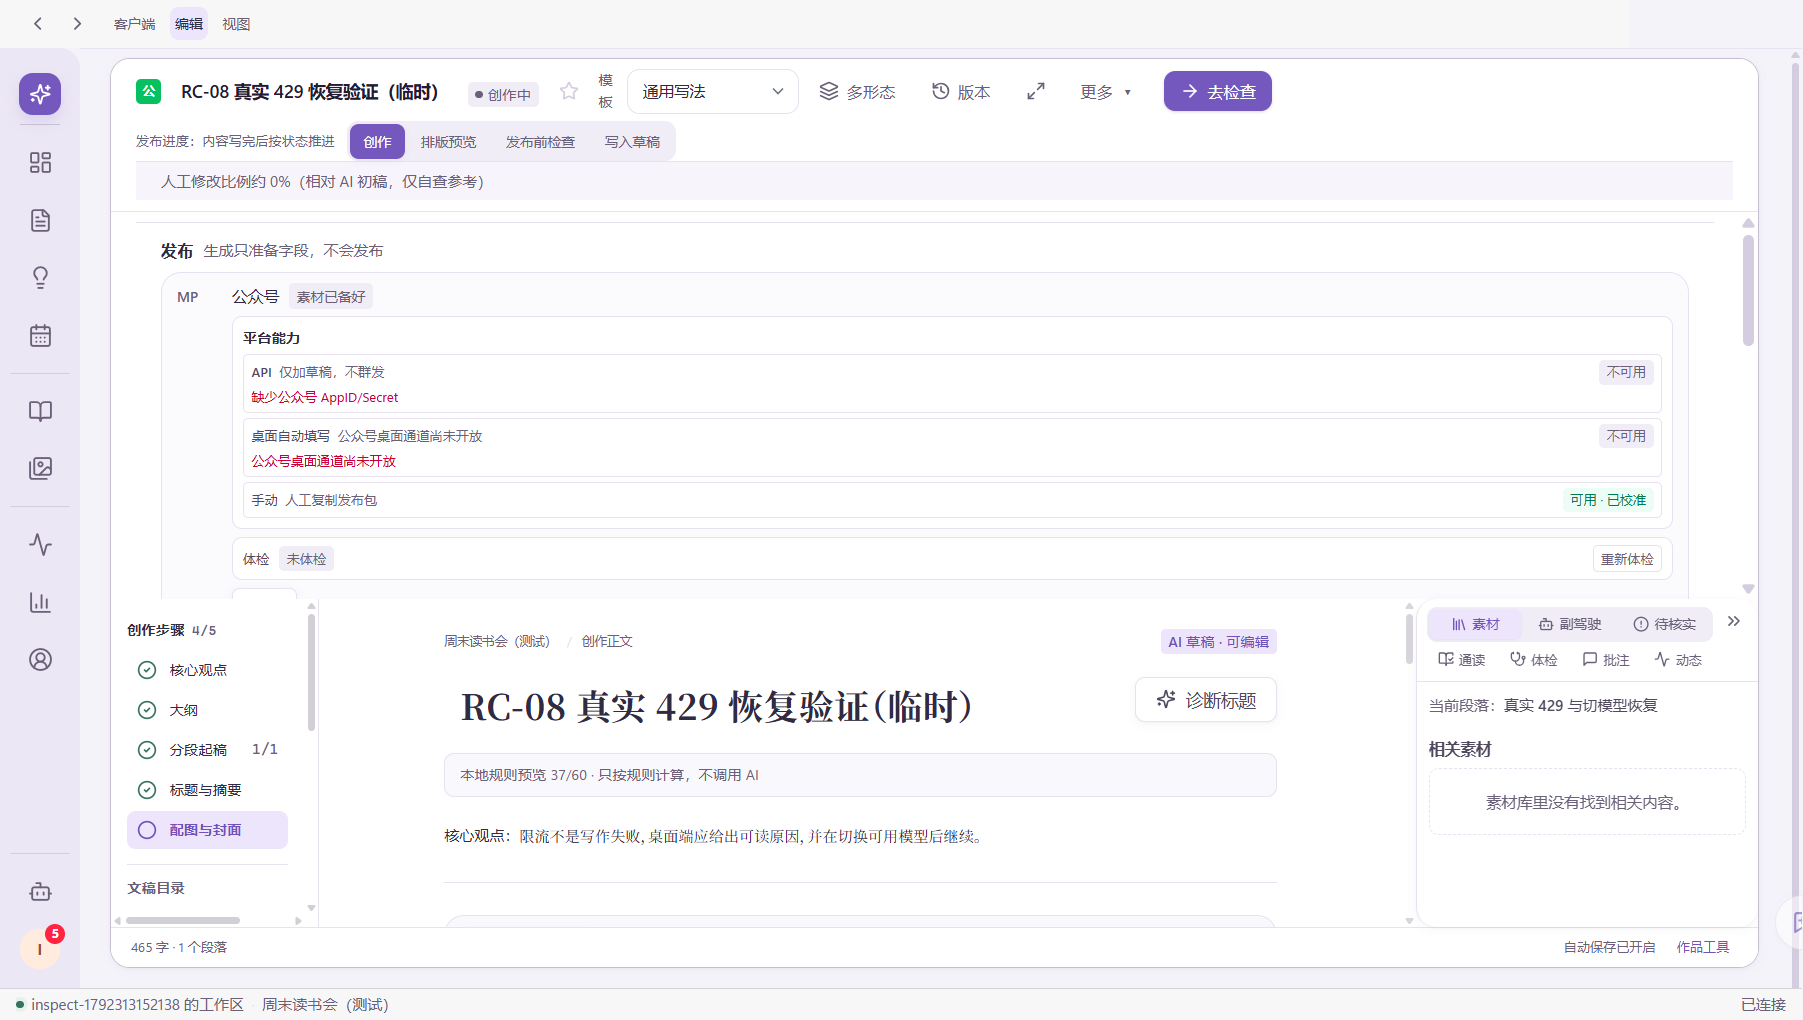 客户端 编辑 视图
公 RC-08 真实 429 恢复验证（临时） 创作中 模板 通用写法 多形态 版本 更多 去检查
发布进度：内容写完后按状态推进 创作 排版预览 发布前检查 写入草稿
人工修改比例约 0%（相对 AI 初稿，仅自查参考）
发布 生成只准备字段，不会发布
MP 公众号 素材已备好
平台能力
API 仅加草稿，不群发 不可用
缺少公众号 AppID/Secret
桌面自动填写 公众号桌面通道尚未开放 不可用
公众号桌面通道尚未开放
手动 人工复制发布包 可用 · 已校准
体检 未体检 重新体检
创作步骤 4/5
核心观点
大纲
分段起稿 1/1
标题与摘要
配图与封面
文稿目录
周末读书会（测试） / 创作正文 AI 草稿 · 可编辑
RC-08 真实 429 恢复验证（临时） 诊断标题
本地规则预览 37/60 · 只按规则计算，不调用 AI
核心观点：限流不是写作失败，桌面端应给出可读原因，并在切换可用模型后继续。
素材 副驾驶 待核实
通读 体检 批注 动态
当前段落：真实 429 与切模型恢复
相关素材
素材库里没有找到相关内容。
5
I
465 字 · 1 个段落 自动保存已开启 作品工具
inspect-1792313152138 的工作区 周末读书会（测试） 已连接